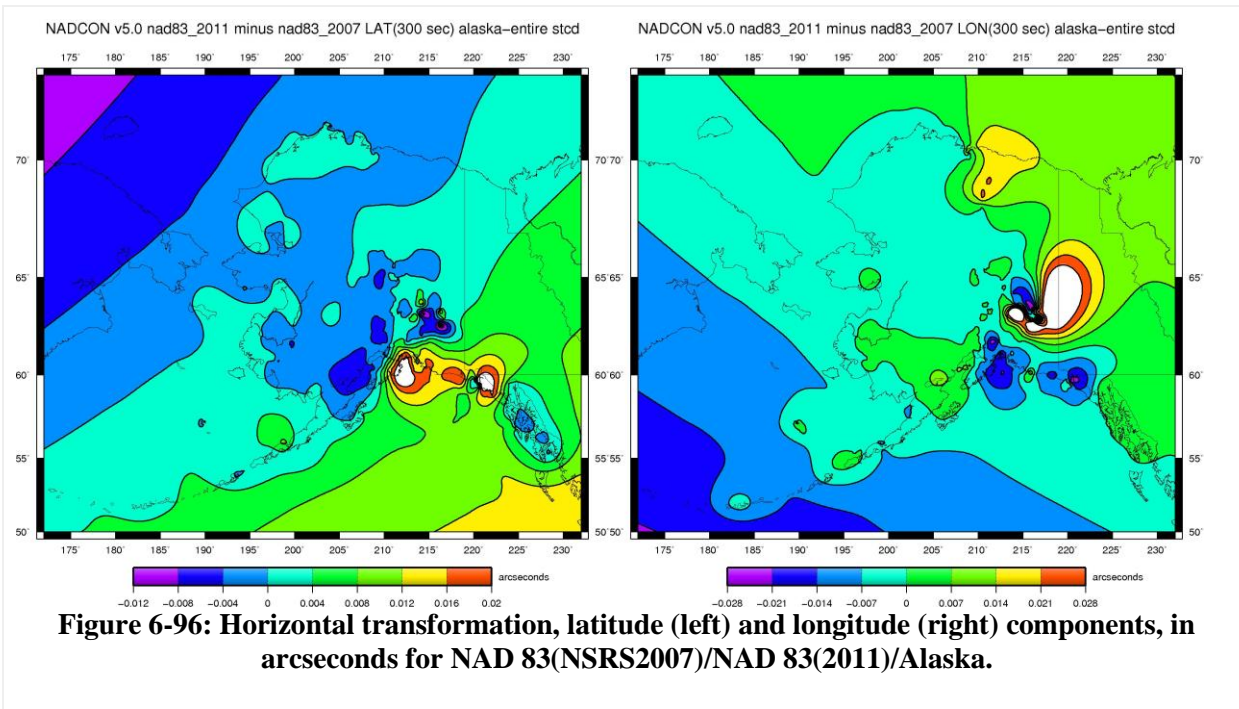 NADCON v5.0 nad83_2011 minus nad83_2007 LAT(300 sec) alaska−entire stcd
NADCON v5.0 nad83_2011 minus nad83_2007 LON(300 sec) alaska−entire stcd
175˚ 180˚ 185˚ 190˚ 195˚ 200˚ 205˚ 210˚ 215˚ 220˚ 225˚ 230˚
175˚ 180˚ 185˚ 190˚ 195˚ 200˚ 205˚ 210˚ 215˚ 220˚ 225˚ 230˚
70˚ 70˚ 70˚ 70˚
65˚ 65˚ 65˚ 65˚
60˚ 60˚ 60˚ 60˚
55˚ 55˚ 55˚ 55˚
50˚ 50˚ 50˚ 50˚
175˚ 180˚ 185˚ 190˚ 195˚ 200˚ 205˚ 210˚ 215˚ 220˚ 225˚ 230˚
175˚ 180˚ 185˚ 190˚ 195˚ 200˚ 205˚ 210˚ 215˚ 220˚ 225˚ 230˚
arcseconds
−0.012 −0.008 −0.004 0 0.004 0.008 0.012 0.016 0.02
arcseconds
−0.028 −0.021 −0.014 −0.007 0 0.007 0.014 0.021 0.028
Figure 6-96: Horizontal transformation, latitude (left) and longitude (right) components, in
arcseconds for NAD 83(NSRS2007)/NAD 83(2011)/Alaska.